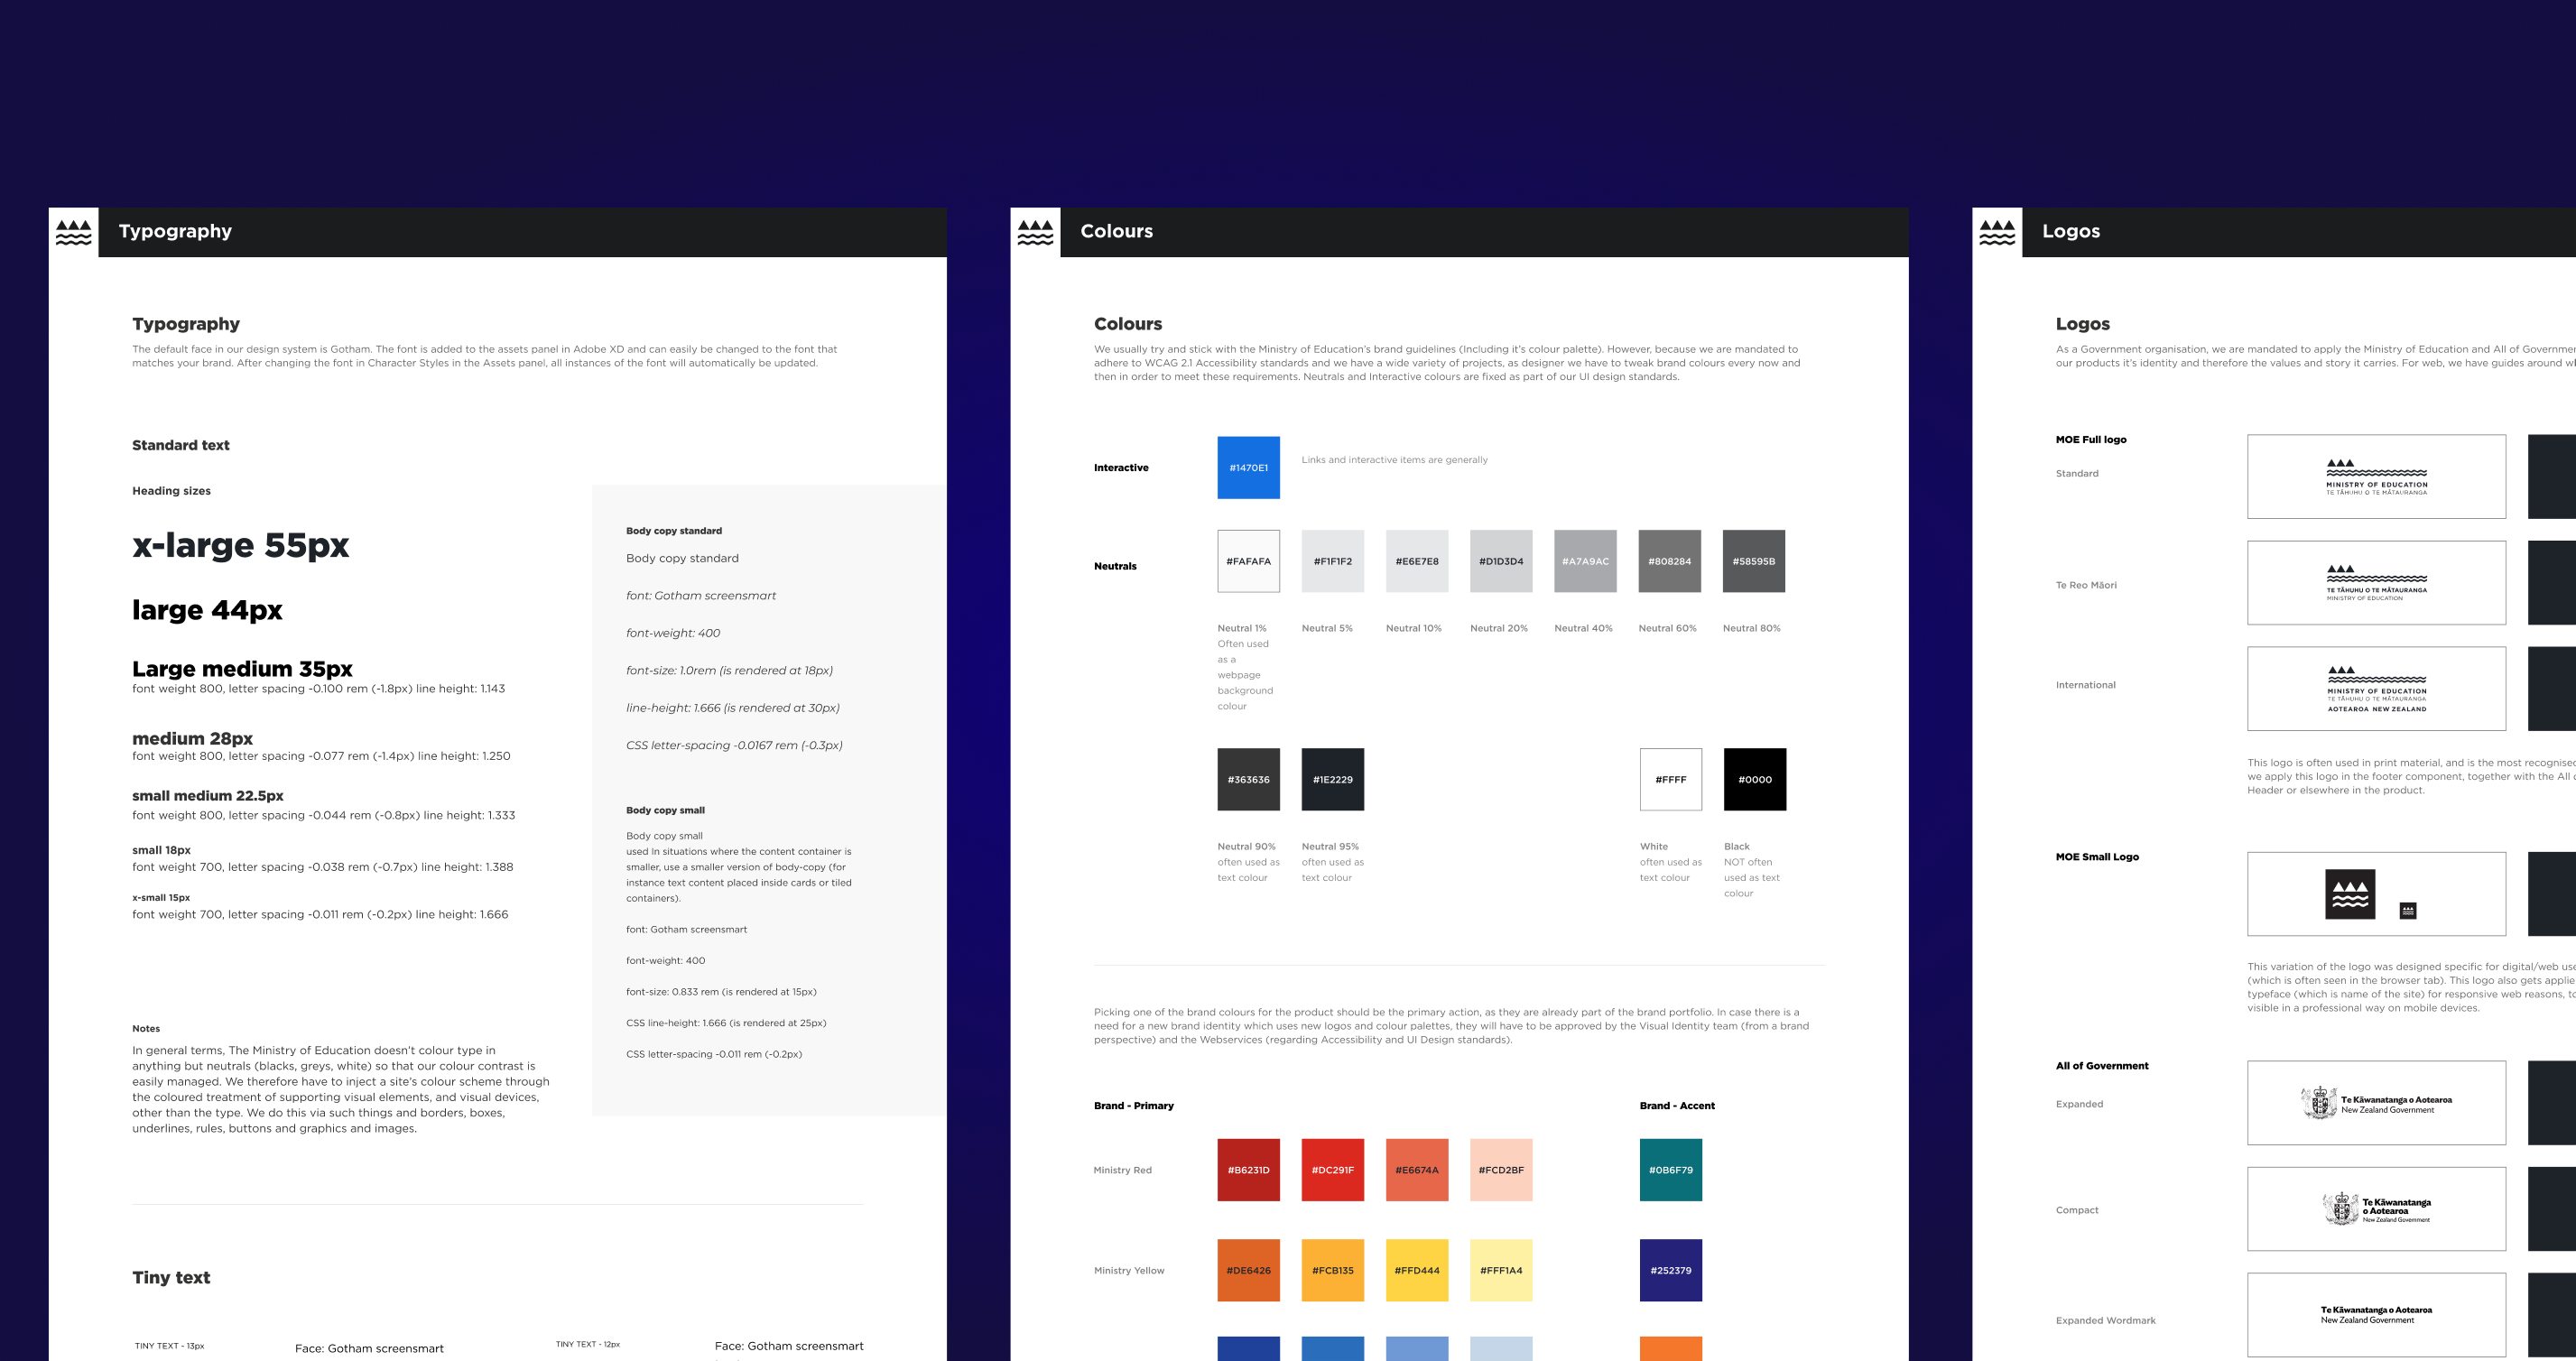 Typography
Typography
The default face in our design system is Gotham. The font is added to the assets panel in Adobe XD and can easily be changed to the font that
matches your brand. After changing the font in Character Styles in the Assets panel, all instances of the font will automatically be updated.
Standard text
Heading sizes
x-large 55px
large 44px
Large medium 35px
font weight 800, letter spacing -0.100 rem (-1.8px) line height: 1.143
medium 28px
font weight 800, letter spacing -0.077 rem (-1.4px) line height: 1.250
small medium 22.5px
font weight 800, letter spacing -0.044 rem (-0.8px) line height: 1.333
small 18px
font weight 700, letter spacing -0.038 rem (-0.7px) line height: 1.388
x-small 15px
font weight 700, letter spacing -0.011 rem (-0.2px) line height: 1.666
Body copy standard
Body copy standard
font: Gotham screensmart
font-weight: 400
font-size: 1.0rem (is rendered at 18px)
line-height: 1.666 (is rendered at 30px)
CSS letter-spacing -0.0167 rem (-0.3px)
Body copy small
Body copy small
used In situations where the content container is
smaller, use a smaller version of body-copy (for
instance text content placed inside cards or tiled
containers).
font: Gotham screensmart
font-weight: 400
font-size: 0.833 rem (is rendered at 15px)
CSS line-height: 1.666 (is rendered at 25px)
CSS letter-spacing -0.011 rem (-0.2px)
Notes
In general terms, The Ministry of Education doesn't colour type in
anything but neutrals (blacks, greys, white) so that our colour contrast is
easily managed. We therefore have to inject a site's colour scheme through
the coloured treatment of supporting visual elements, and visual devices,
other than the type. We do this via such things and borders, boxes,
underlines, rules, buttons and graphics and images.
Tiny text
TINY TEXT - 13px
Face: Gotham screensmart
TINY TEXT - 12px
Face: Gotham screensmart
Colours
Colours
We usually try and stick with the Ministry of Education's brand guidelines (Including it's colour palette). However, because we are mandated to
adhere to WCAG 2.1 Accessibility standards and we have a wide variety of projects, as designer we have to tweak brand colours every now and
then in order to meet these requirements. Neutrals and Interactive colours are fixed as part of our UI design standards.
Interactive
#1470E1
Links and interactive items are generally
Neutrals
#FAFAFA
#F1F1F2
#E6E7E8
#D1D3D4
#A7A9AC
#808284
#58595B
Neutral 1%
Often used
as a
webpage
background
colour
Neutral 5%
Neutral 10%
Neutral 20%
Neutral 40%
Neutral 60%
Neutral 80%
#363636
#1E2229
#FFFF
#0000
Neutral 90%
often used as
text colour
Neutral 95%
often used as
text colour
White
often used as
text colour
Black
NOT often
used as text
colour
Picking one of the brand colours for the product should be the primary action, as they are already part of the brand portfolio. In case there is a
need for a new brand identity which uses new logos and colour palettes, they will have to be approved by the Visual Identity team (from a brand
perspective) and the Webservices (regarding Accessibility and UI Design standards).
Brand - Primary
Brand - Accent
Ministry Red
#B6231D
#DC291F
#E6674A
#FCD2BF
#0B6F79
Ministry Yellow
#DE6426
#FCB135
#FFD444
#FFF1A4
#252379
Logos
Logos
As a Government organisation, we are mandated to apply the Ministry of Education and All of
our products it's identity and therefore the values and story it carries. For web, we have guides around
MOE Full logo
Standard
MINISTRY OF EDUCATION
TE TĀHUHU O TE MĀTAURANGA
Te Reo Māori
TE TĀHUHU O TE MĀTAURANGA
MINISTRY OF EDUCATION
International
MINISTRY OF EDUCATION
TE TĀHUHU O TE MĀTAURANGA
AOTEAROA NEW ZEALAND
This logo is often used in print material, and is the most
we apply this logo in the footer component, together with the All
Header or elsewhere in the product.
MOE Small Logo
This variation of the logo was designed specific for digital/web
(which is often seen in the browser tab). This logo also gets
typeface (which is name of the site) for responsive web reasons,
visible in a professional way on mobile devices.
All of Government
Expanded
Te Kāwanatanga o Aotearoa
New Zealand Government
Compact
Te Kāwanatanga
o Aotearoa
New Zealand Government
Expanded Wordmark
Te Kāwanatanga o Aotearoa
New Zealand Government